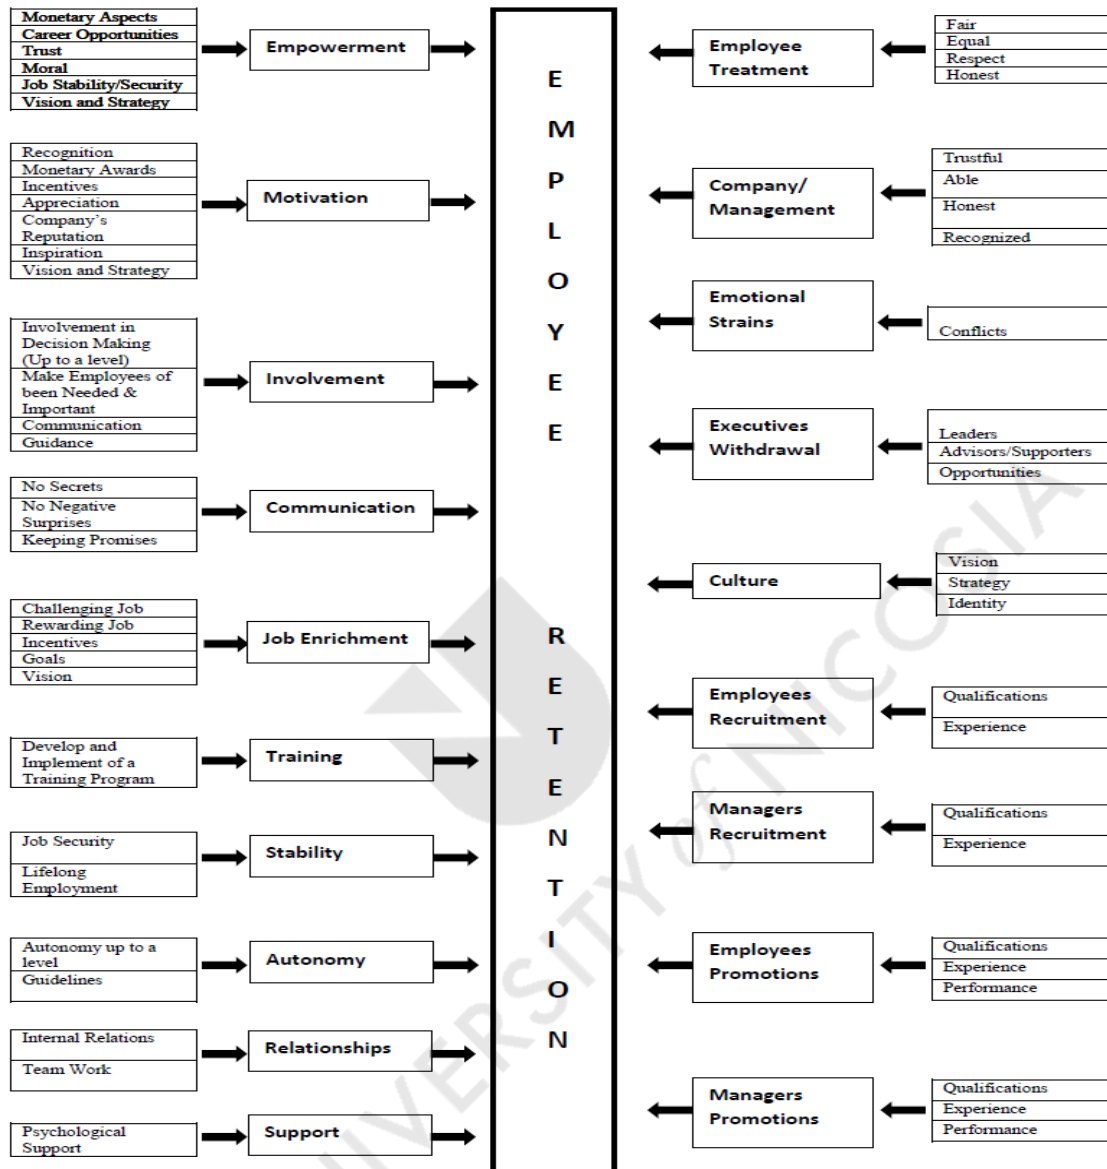 Monetary Aspects
Career Opportunities
Trust
Moral
Job Stability/Security
Vision and Strategy
Empowerment
Recognition
Monetary Awards
Incentives
Appreciation
Company's
Reputation
Inspiration
Vision and Strategy
Motivation
Involvement in
Decision Making
(Up to a level)
Make Employees of
been Needed &
Important
Communication
Guidance
Involvement
No Secrets
No Negative
Surprises
Keeping Promises
Communication
Challenging Job
Rewarding Job
Incentives
Goals
Vision
Job Enrichment
Develop and
Implement of a
Training Program
Training
Job Security
Lifelong
Employment
Stability
Autonomy up to a
level
Guidelines
Autonomy
Internal Relations
Team Work
Relationships
Psychological
Support
Support
EMPLOYEE RETENTION
Employee
Treatment
Fair
Equal
Respect
Honest
Company/
Management
Trustful
Able
Honest
Recognized
Emotional
Strains
Conflicts
Executives
Withdrawal
Leaders
Advisors/Supporters
Opportunities
Culture
Vision
Strategy
Identity
Employees
Recruitment
Qualifications
Experience
Managers
Recruitment
Qualifications
Experience
Employees
Promotions
Qualifications
Experience
Performance
Managers
Promotions
Qualifications
Experience
Performance
UNIVERSITY of NICOSIA